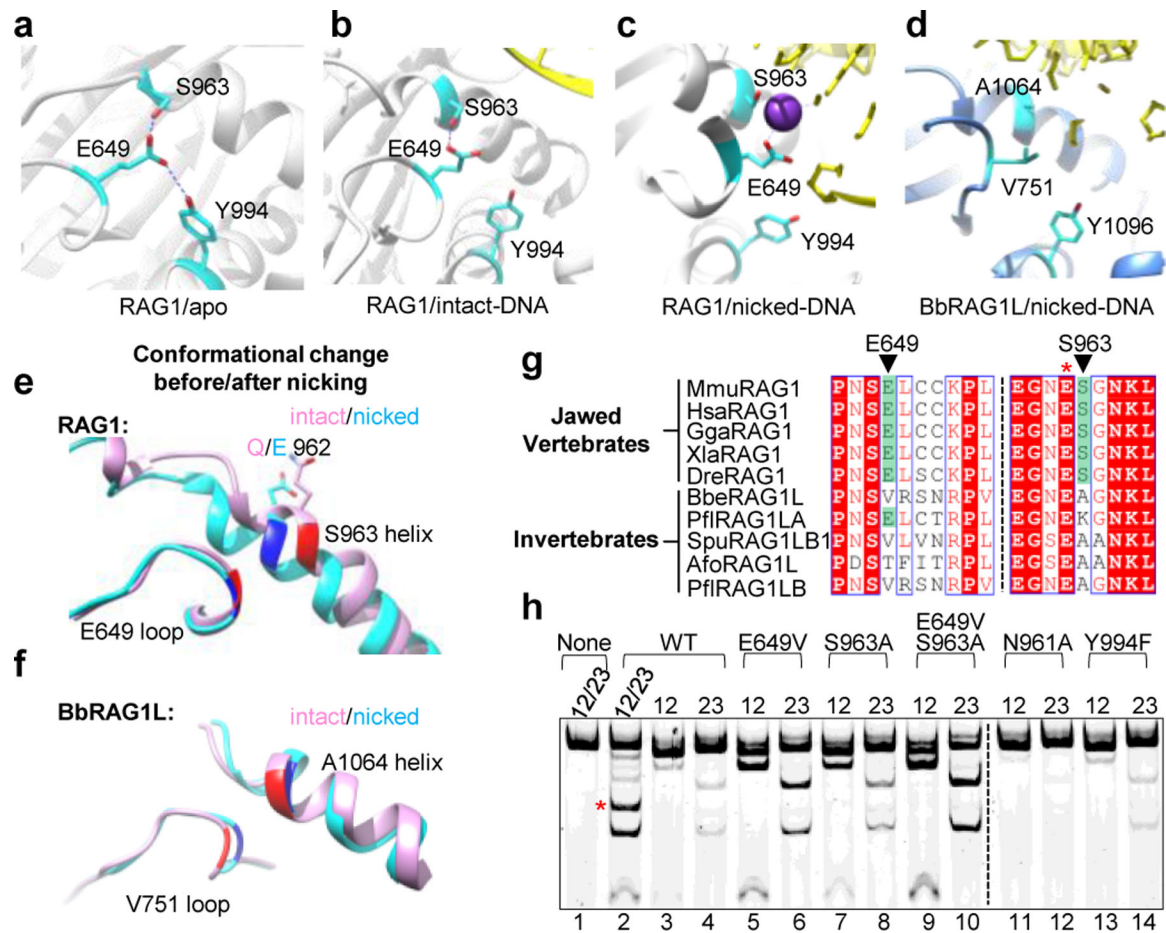 a
S963
E649
Y994
RAG1/apo
b
S963
E649
Y994
RAG1/intact-DNA
c
S963
E649
Y994
RAG1/nicked-DNA
d
A1064
V751
Y1096
BbRAG1L/nicked-DNA
e
Conformational change
before/after nicking
RAG1:
intact/nicked
Q/E 962
S963 helix
E649 loop
f
BbRAG1L:
intact/nicked
A1064 helix
V751 loop
g
E649 S963
*
Jawed
Vertebrates
Invertebrates
MmuRAG1 PNSELCCKPL EGNESGNKL
HsaRAG1 PNSELCCKPL EGNESGNKL
GgaRAG1 PNSELCCKPL EGNESGNKL
XlaRAG1 PNSELCCKPL EGNESGNKL
DreRAG1 PNSELSCKPL EGNESGNKL
BbeRAG1L PNSVRSNRPV EGNEAGNKL
PflRAG1LA PNSELCTRPL EGNEKGNKL
SpuRAG1LB1 PNSVLVNRPL EGSEAANKL
AfoRAG1L PDSTFITRPL EGSEAANKL
PflRAG1LB PNSVRSNRPV EGNEAGNKL
h
None WT E649V S963A E649V
S963A N961A Y994F
12/23 12/23 12 23 12 23 12 23 12 23 12 23 12 23
*
1 2 3 4 5 6 7 8 9 10 11 12 13 14